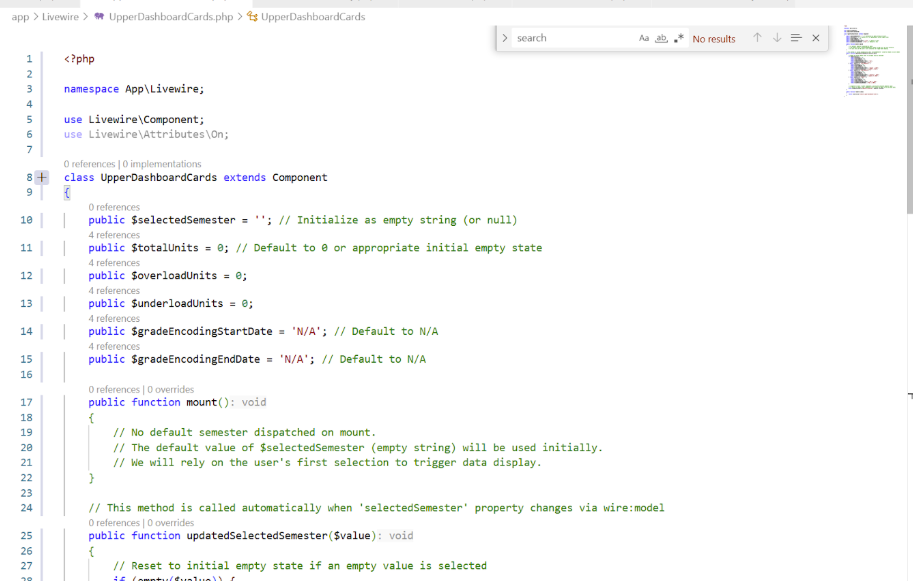 app > Livewire > UpperDashboardCards.php > UpperDashboardCards
search Aa ab .* No results
1 <?php
2
3 namespace App\Livewire;
4
5 use Livewire\Component;
6 use Livewire\Attributes\On;
7
0 references | 0 implementations
8 class UpperDashboardCards extends Component
9 {
0 references
10 public $selectedSemester = ''; // Initialize as empty string (or null)
4 references
11 public $totalUnits = 0; // Default to 0 or appropriate initial empty state
4 references
12 public $overloadUnits = 0;
4 references
13 public $underloadUnits = 0;
4 references
14 public $gradeEncodingStartDate = 'N/A'; // Default to N/A
4 references
15 public $gradeEncodingEndDate = 'N/A'; // Default to N/A
16
0 references | 0 overrides
17 public function mount(): void
18 {
19 // No default semester dispatched on mount.
20 // The default value of $selectedSemester (empty string) will be used initially.
21 // We will rely on the user's first selection to trigger data display.
22 }
23
24 // This method is called automatically when 'selectedSemester' property changes via wire:model
0 references | 0 overrides
25 public function updatedSelectedSemester($value): void
26 {
27 // Reset to initial empty state if an empty value is selected
28 if (empty($value)) {